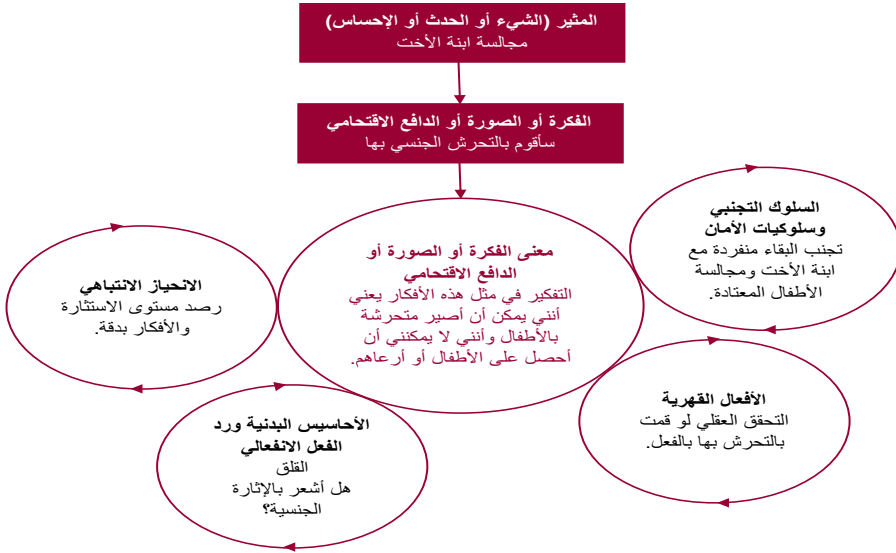 المثير (الشيء أو الحدث أو الإحساس)
مجالسة ابنة الأخت
الفكرة أو الصورة أو الدافع الاقتحامي
سأقوم بالتحرش الجنسي بها
السلوك التجنبي
وسلوكيات الأمان
تجنب البقاء منفردة مع
ابنة الأخت ومجالسة
الأطفال المعتادة.
معنى الفكرة أو الصورة أو
الدافع الاقتحامي
التفكير في مثل هذه الأفكار يعني
أنني يمكن أن أصير متحرشة
بالأطفال وأنني لا يمكنني أن
أحصل على الأطفال أو أرعاهم.
الانحياز الانتباهي
رصد مستوى الاستثارة
والأفكار بدقة.
الأفعال القهرية
التحقق العقلي لو قمت
بالتحرش بها بالفعل.
الأحاسيس البدنية ورد
الفعل الانفعالي
القلق
هل أشعر بالإثارة
الجنسية؟